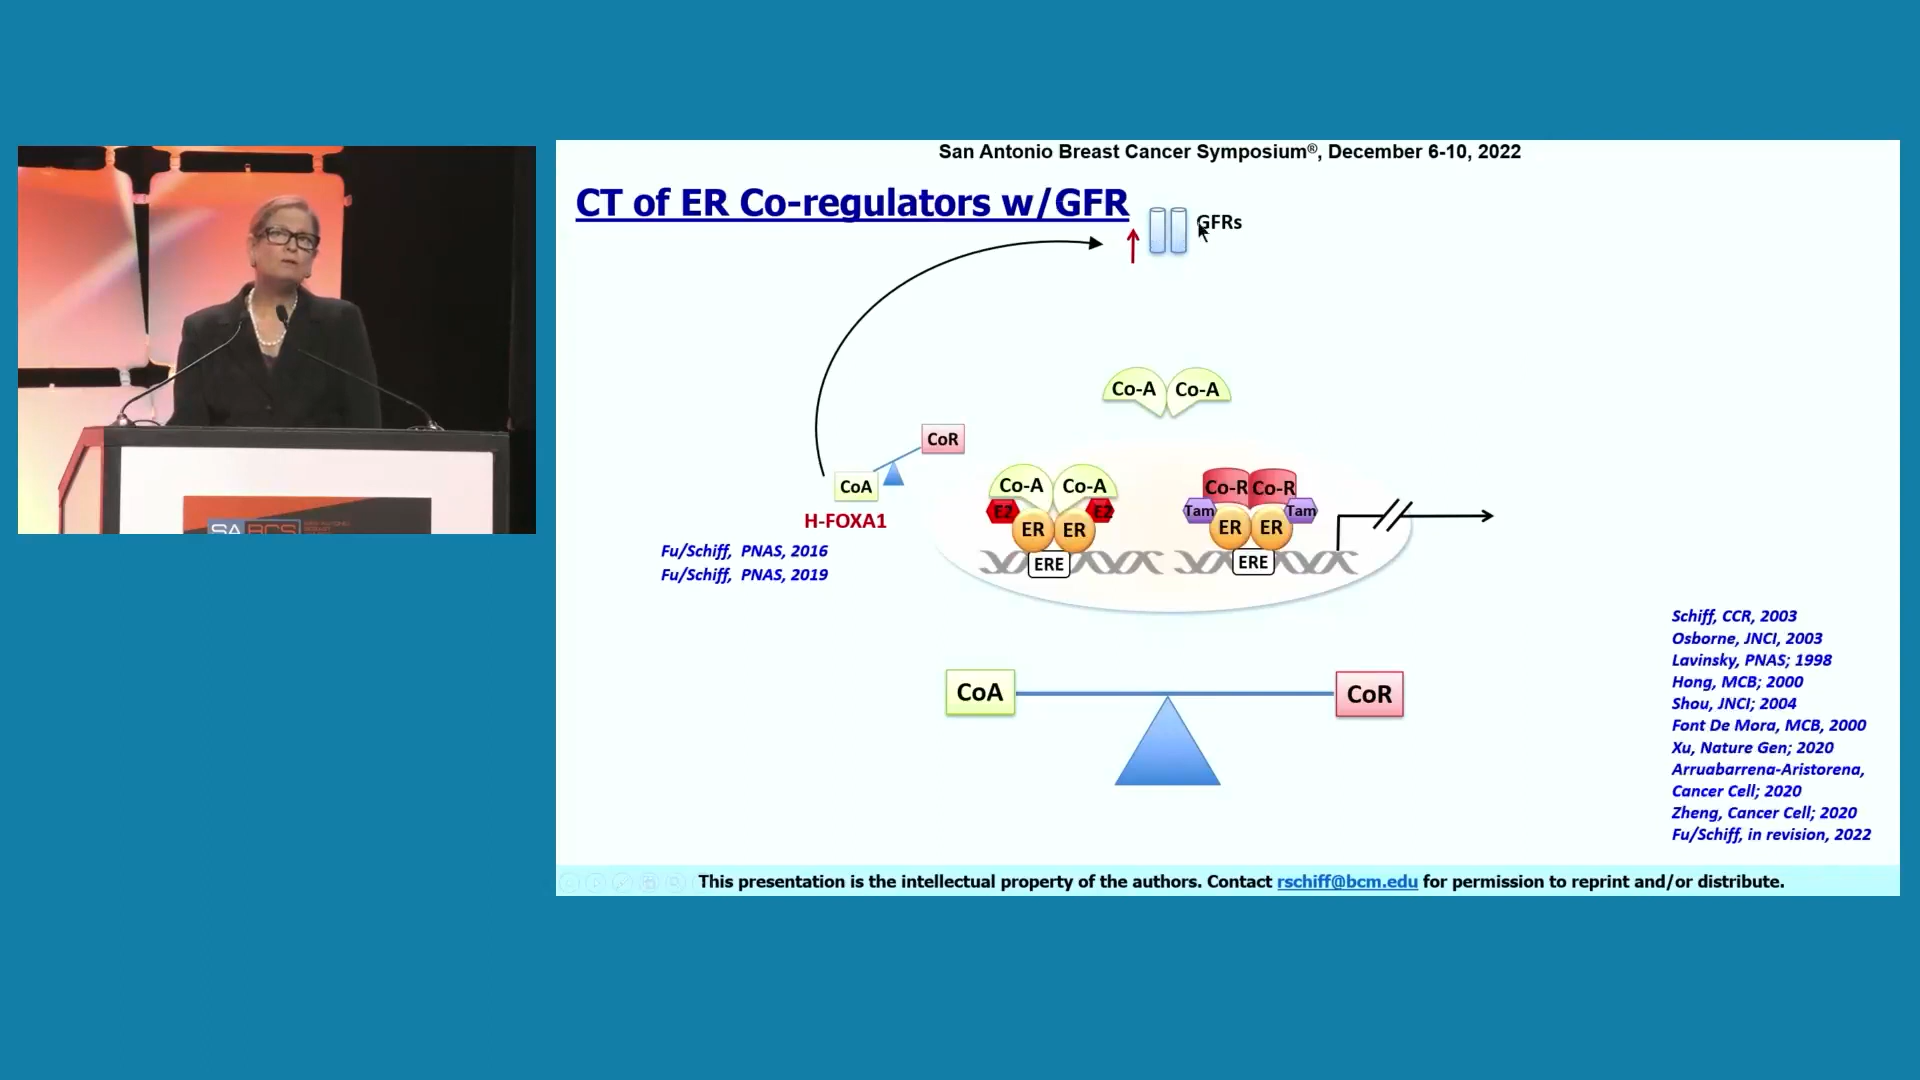 San Antonio Breast Cancer Symposium®, December 6-10, 2022
CT of ER Co-regulators w/GFR
GFRs
Co-A Co-A
CoR
CoA
H-FOXA1
Fu/Schiff, PNAS, 2016
Fu/Schiff, PNAS, 2019
Co-A Co-A
E2 E2
ER ER
ERE
Co-R Co-R
Tam Tam
ER ER
ERE
CoA
CoR
Schiff, CCR, 2003
Osborne, JNCI, 2003
Lavinsky, PNAS; 1998
Hong, MCB; 2000
Shou, JNCI; 2004
Font De Mora, MCB, 2000
Xu, Nature Gen; 2020
Arruabarrena-Aristorena,
Cancer Cell; 2020
Zheng, Cancer Cell; 2020
Fu/Schiff, in revision, 2022
This presentation is the intellectual property of the authors. Contact rschiff@bcm.edu for permission to reprint and/or distribute.
SABCS